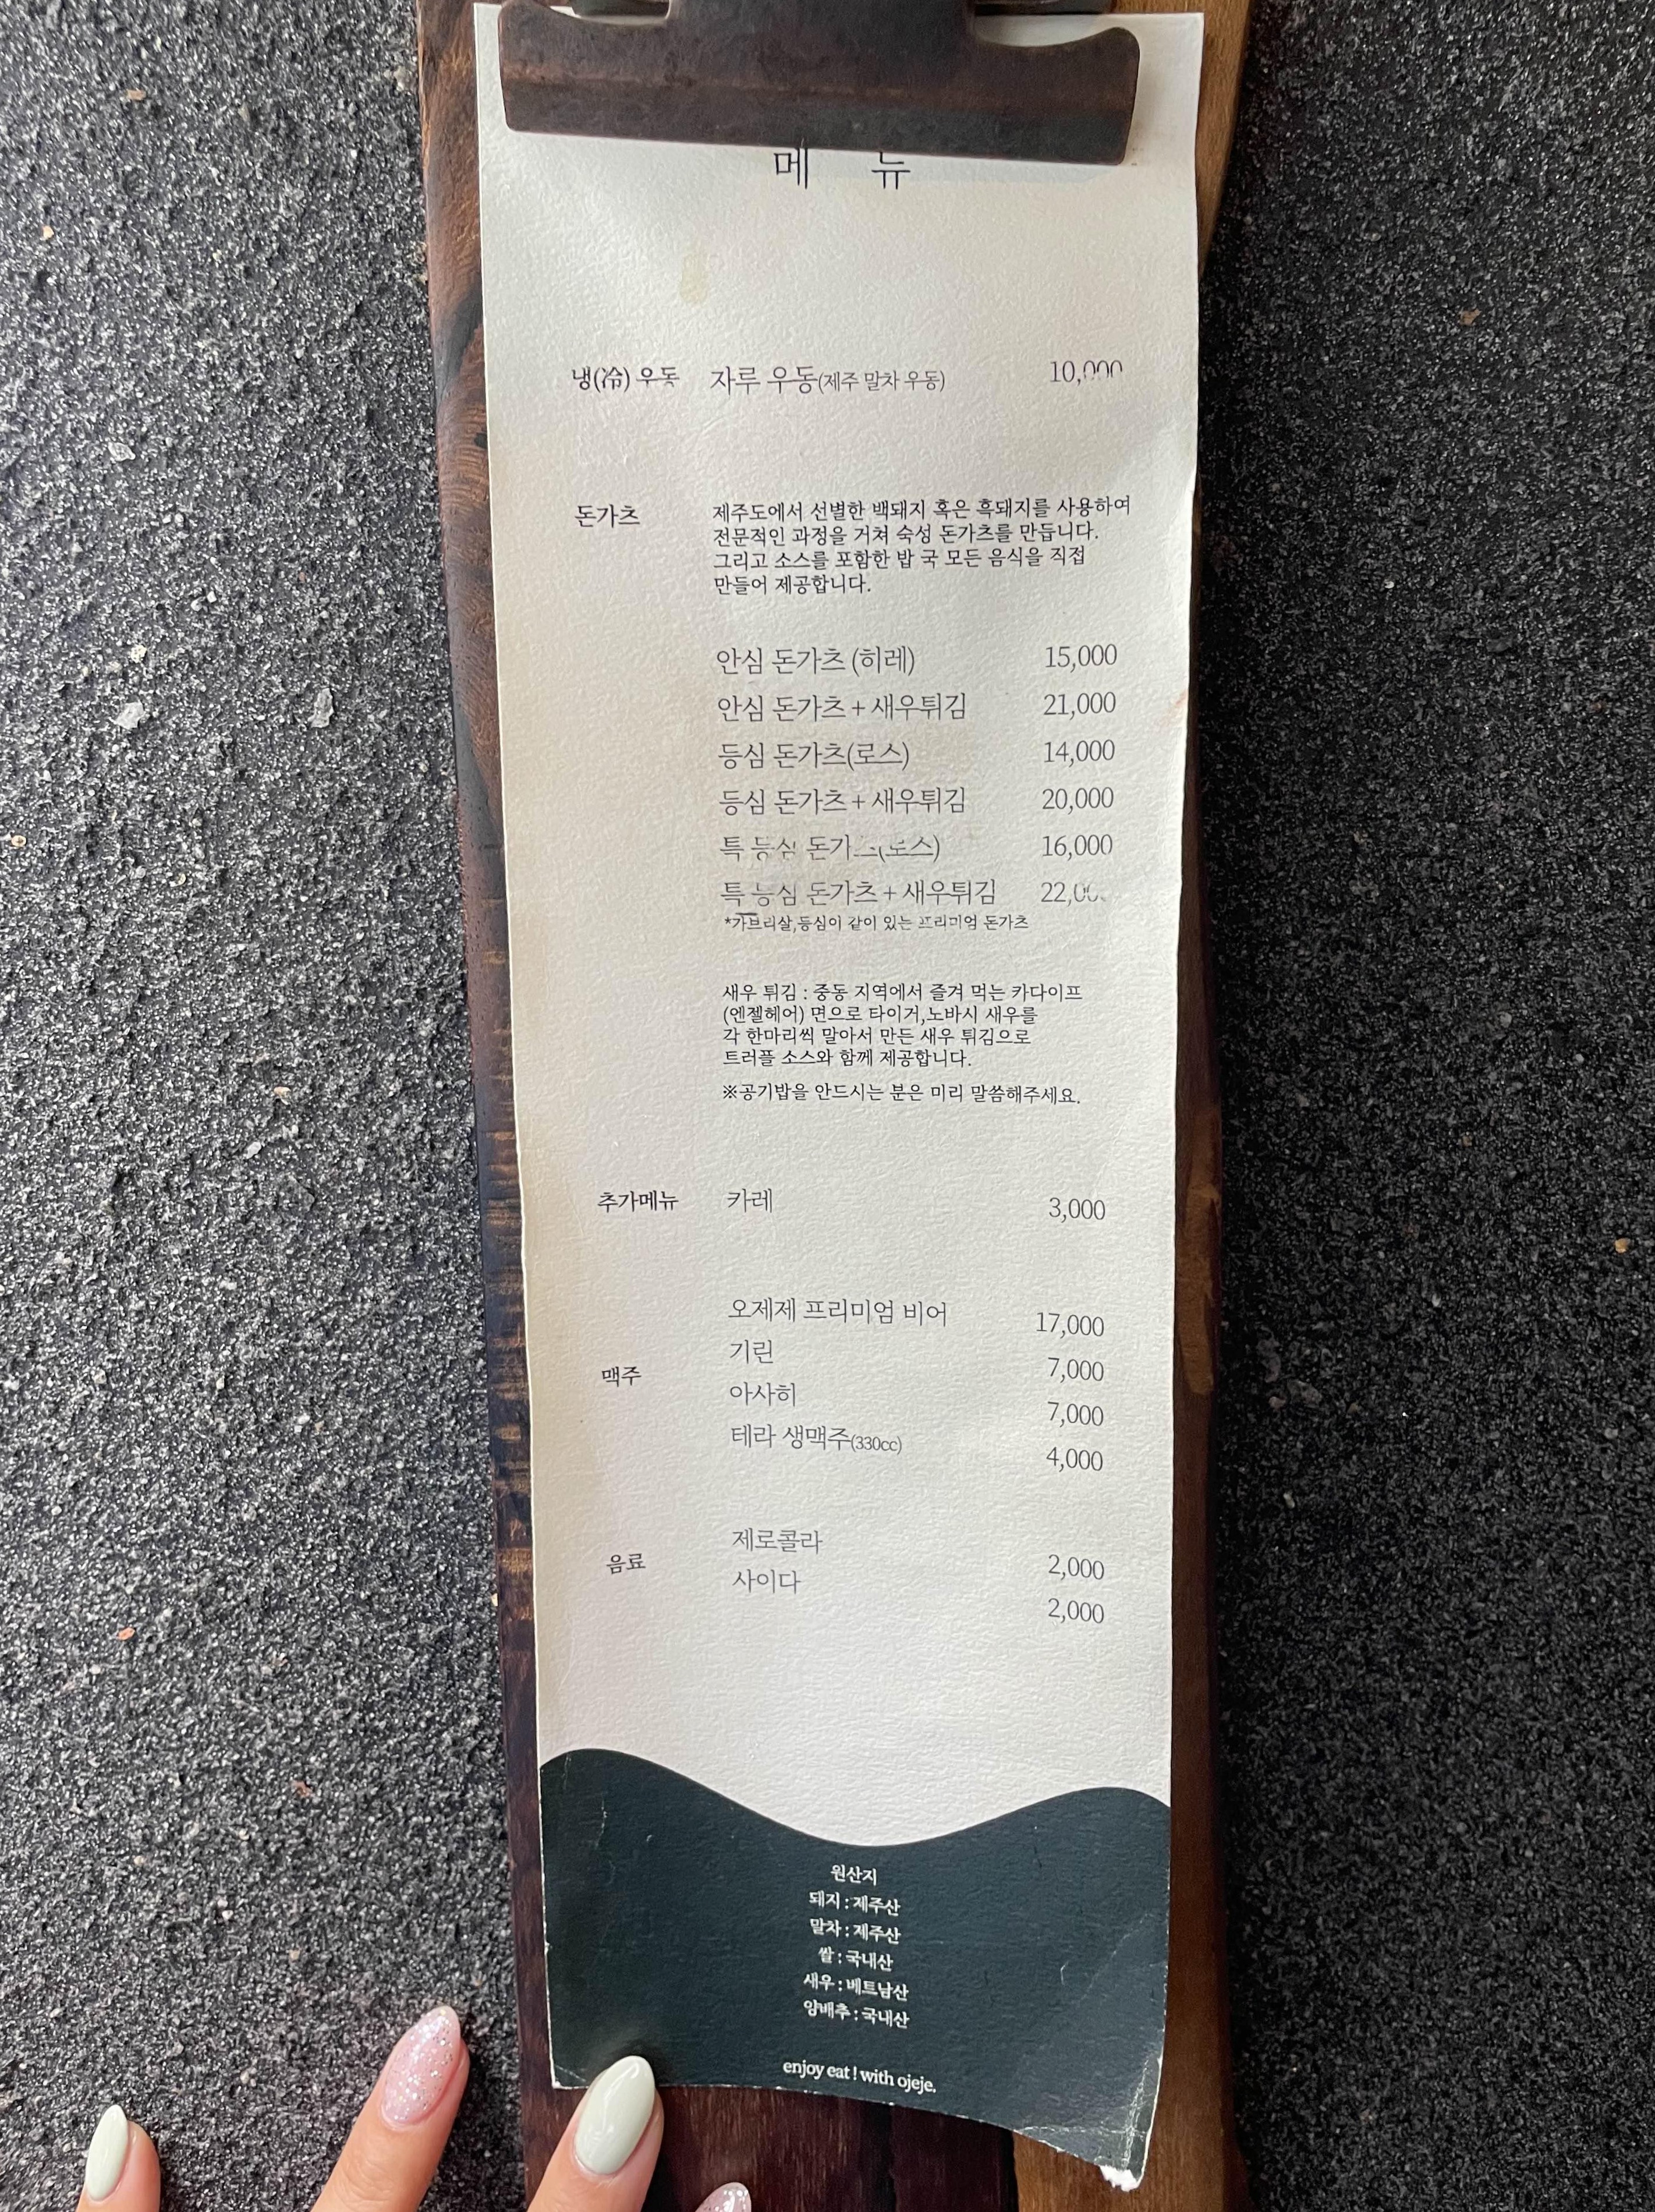 메 뉴
냉(冷) 우동 자루 우동(제주 말차 우동) 10,000
돈가츠
제주도에서 선별한 백돼지 혹은 흑돼지를 사용하여
전문적인 과정을 거쳐 숙성 돈가츠를 만듭니다.
그리고 소스를 포함한 밥 국 모든 음식을 직접
만들어 제공합니다.
안심 돈가츠 (히레) 15,000
안심 돈가츠 + 새우튀김 21,000
등심 돈가츠(로스) 14,000
등심 돈가츠 + 새우튀김 20,000
특 등심 돈가츠(로스) 16,000
특 등심 돈가츠 + 새우튀김 22,000
*가브리살,등심이 같이 있는 프리미엄 돈가츠
새우 튀김 : 중동 지역에서 즐겨 먹는 카다이프
(엔젤헤어) 면으로 타이거,노바시 새우를
각 한마리씩 말아서 만든 새우 튀김으로
트러플 소스와 함께 제공합니다.
※공기밥을 안드시는 분은 미리 말씀해주세요.
추가메뉴 카레 3,000
맥주
오제제 프리미엄 비어 17,000
기린 7,000
아사히 7,000
테라 생맥주(330cc) 4,000
음료
제로콜라 2,000
사이다 2,000
원산지
돼지 : 제주산
말차 : 제주산
쌀 : 국내산
새우 : 베트남산
양배추 : 국내산
enjoy eat ! with ojeje.